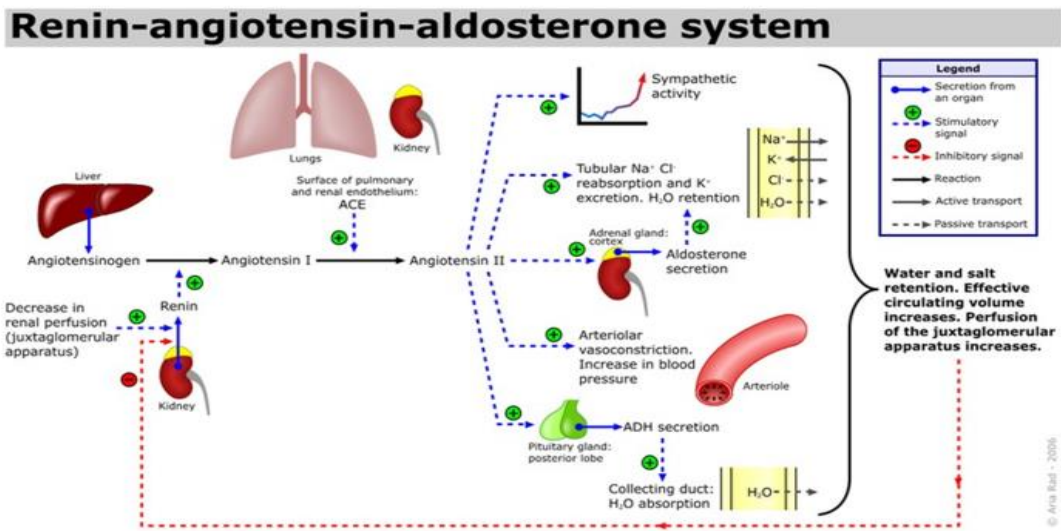 Renin-angiotensin-aldosterone system
Liver
Lungs
Kidney
Surface of pulmonary
and renal endothelium:
ACE
Angiotensinogen
Angiotensin I
Angiotensin II
Decrease in
renal perfusion
(juxtaglomerular
apparatus)
Renin
Kidney
Sympathetic
activity
Tubular Na⁺ Cl⁻
reabsorption and K⁺
excretion. H₂O retention
Adrenal gland:
cortex
Aldosterone
secretion
Arteriolar
vasoconstriction.
Increase in blood
pressure
Arteriole
Pituitary gland:
posterior lobe
ADH secretion
Collecting duct:
H₂O absorption
H₂O
Na⁺
K⁺
Cl⁻
H₂O
Legend
Secretion from
an organ
Stimulatory
signal
Inhibitory signal
Reaction
Active transport
Passive transport
Water and salt
retention. Effective
circulating volume
increases. Perfusion
of the juxtaglomerular
apparatus increases.
© Aria Rad - 2006